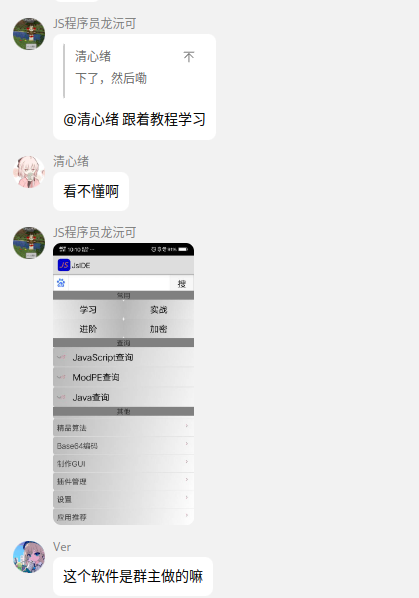 JS程序员龙沅可
清心绪
下了，然后嘞
@清心绪 跟着教程学习
清心绪
看不懂啊
JS程序员龙沅可
JS JsIDE
搜
常用
学习 实战
进阶 加密
查询
JavaScript查询
ModPE查询
Java查询
其他
精品算法
Base64编码
制作GUI
插件管理
设置
应用推荐
Ver
这个软件是群主做的嘛